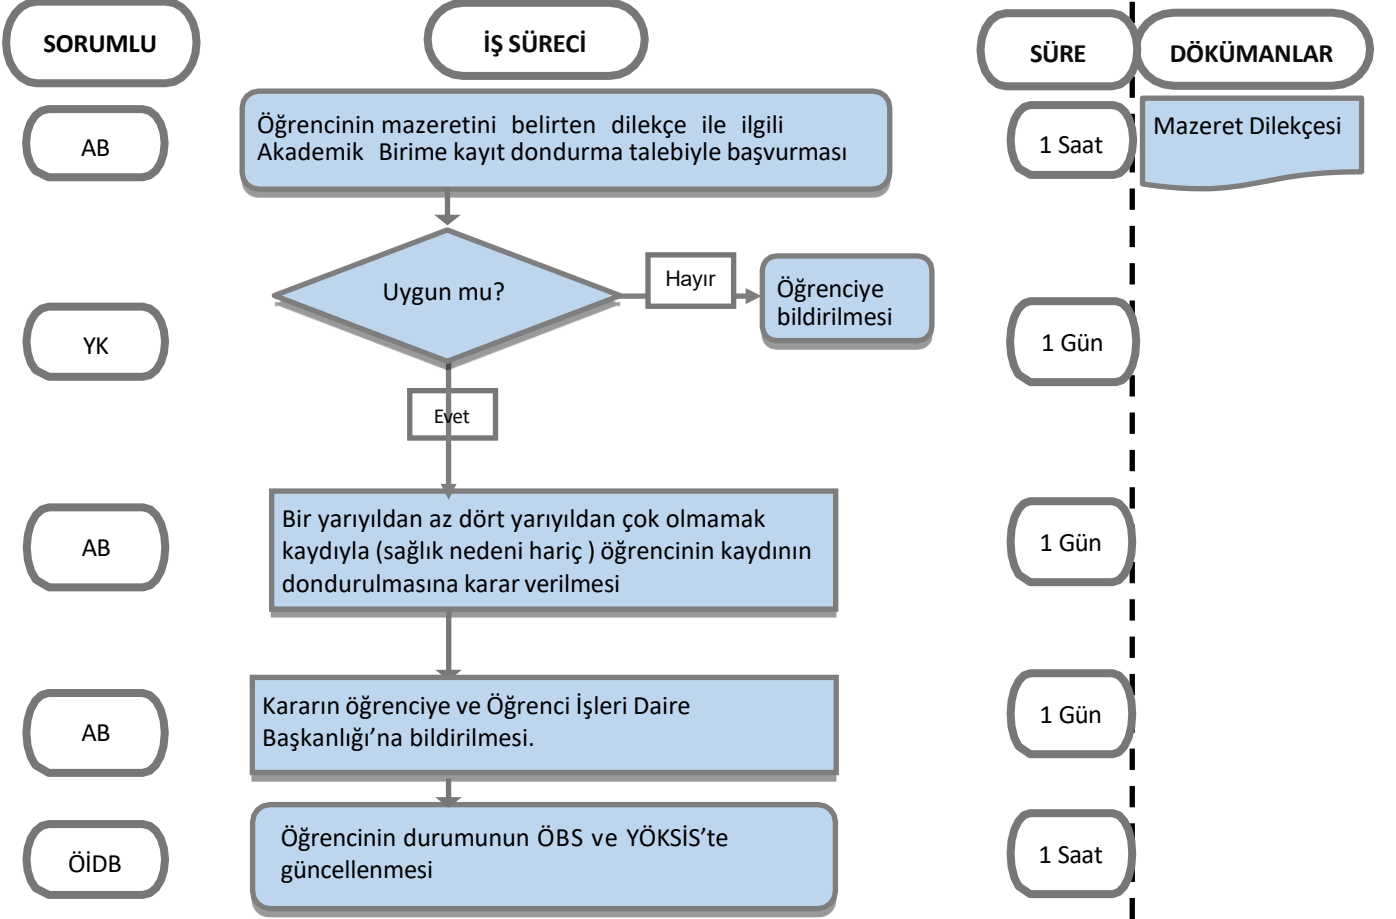 SORUMLU
İŞ SÜRECİ
SÜRE
DÖKÜMANLAR
AB
Öğrencinin mazeretini belirten dilekçe ile ilgili
Akademik Birime kayıt dondurma talebiyle başvurması
1 Saat
Mazeret Dilekçesi
YK
Uygun mu?
Hayır
Öğrenciye
bildirilmesi
1 Gün
Evet
AB
Bir yarıyıldan az dört yarıyıldan çok olmamak
kaydıyla (sağlık nedeni hariç ) öğrencinin kaydının
dondurulmasına karar verilmesi
1 Gün
AB
Kararın öğrenciye ve Öğrenci İşleri Daire
Başkanlığı’na bildirilmesi.
1 Gün
ÖİDB
Öğrencinin durumunun ÖBS ve YÖKSİS’te
güncellenmesi
1 Saat